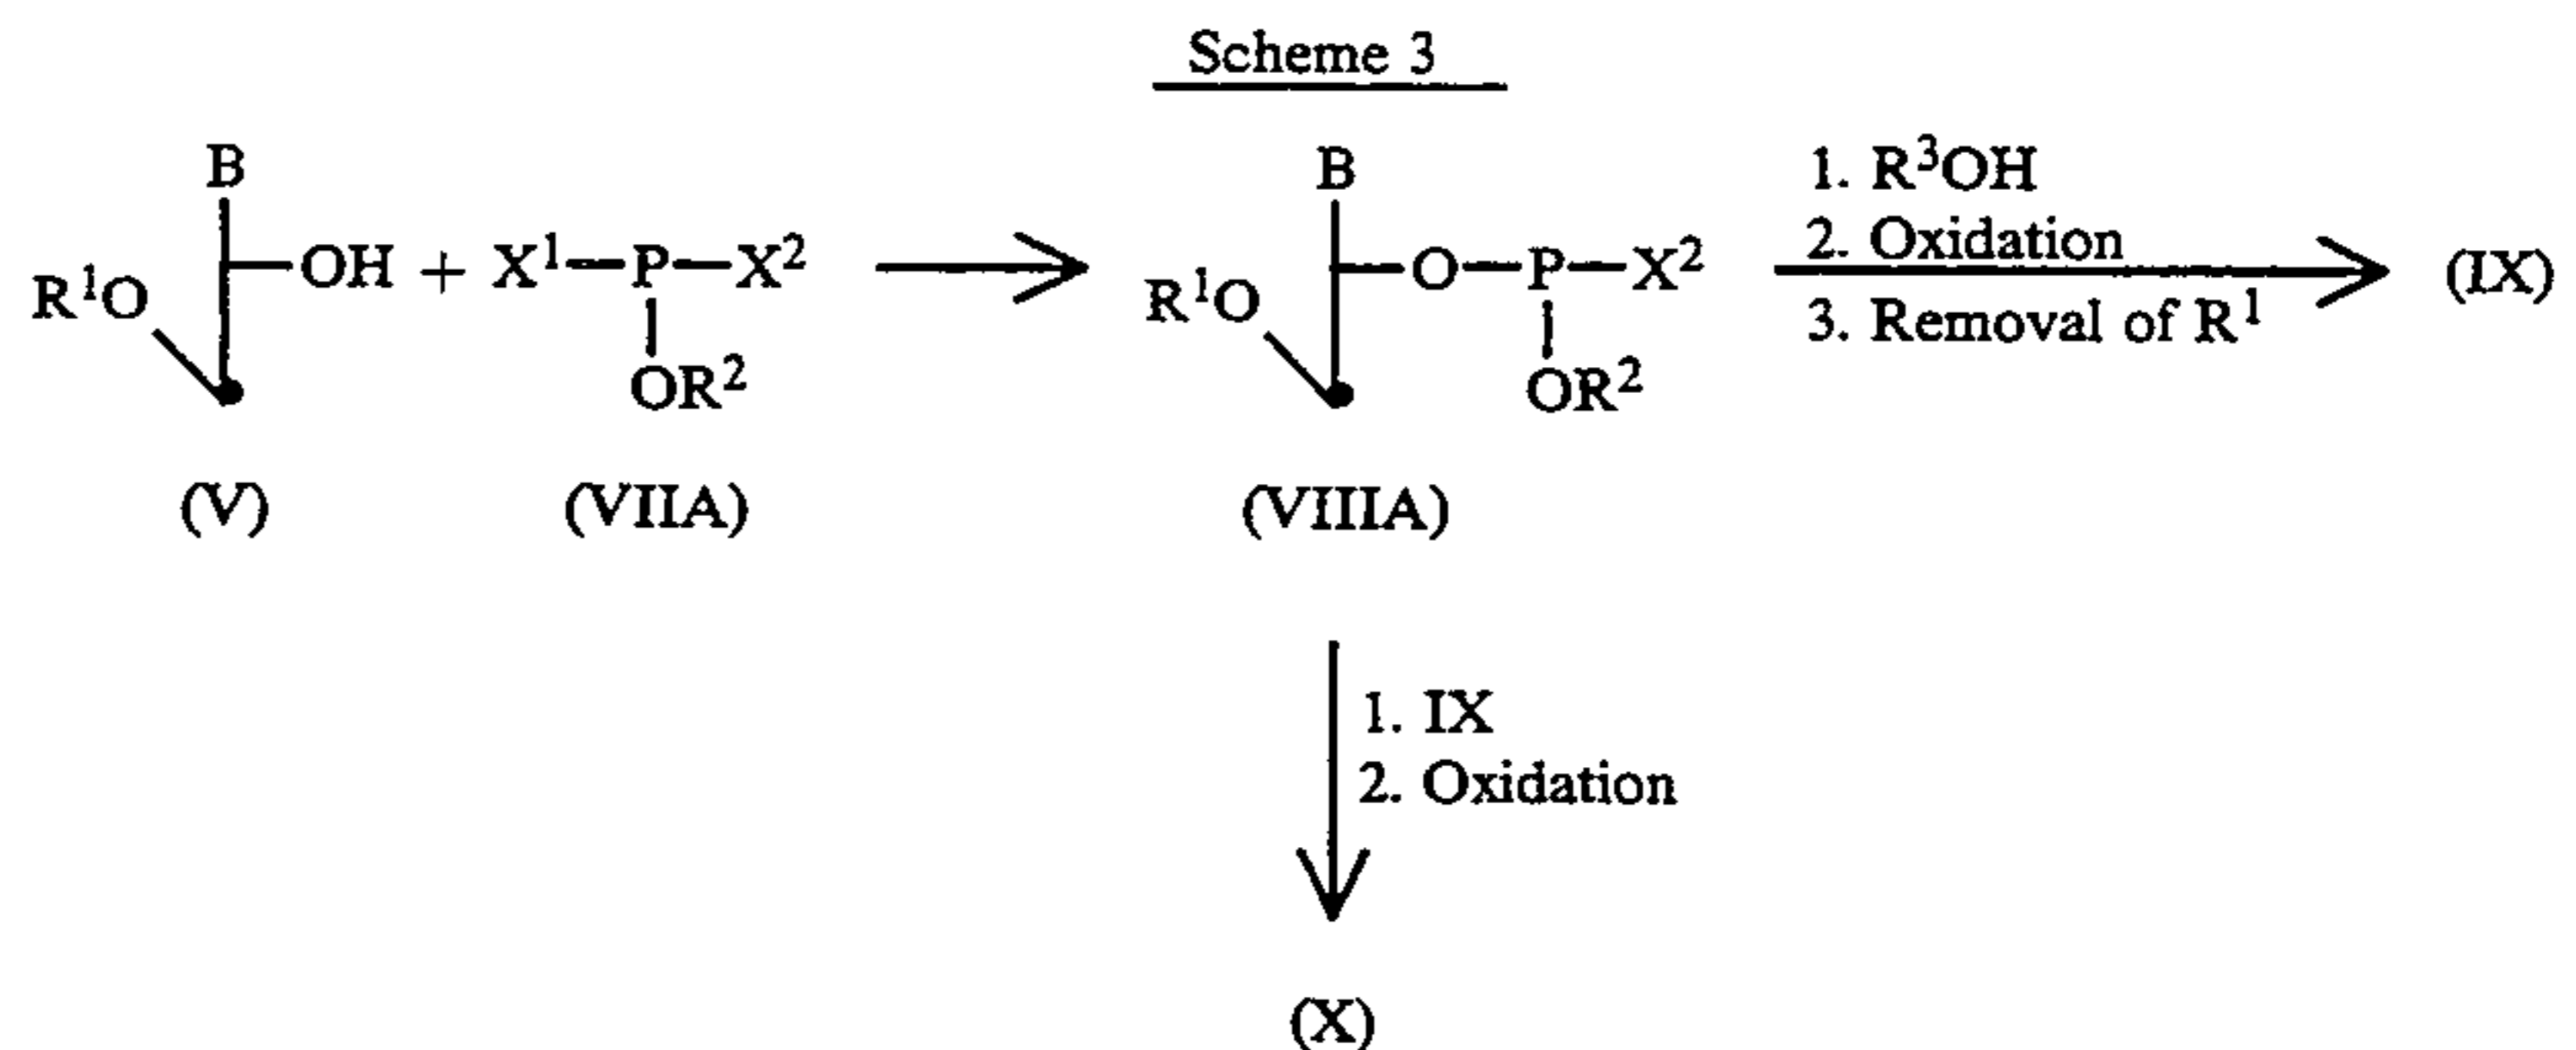 Scheme 3
B
R¹O
OH + X¹—P—X²
OR²
(V)
(VIIA)
B
R¹O
O—P—X²
OR²
(VIIIA)
1. R³OH
2. Oxidation
3. Removal of R¹
(IX)
1. IX
2. Oxidation
(X)